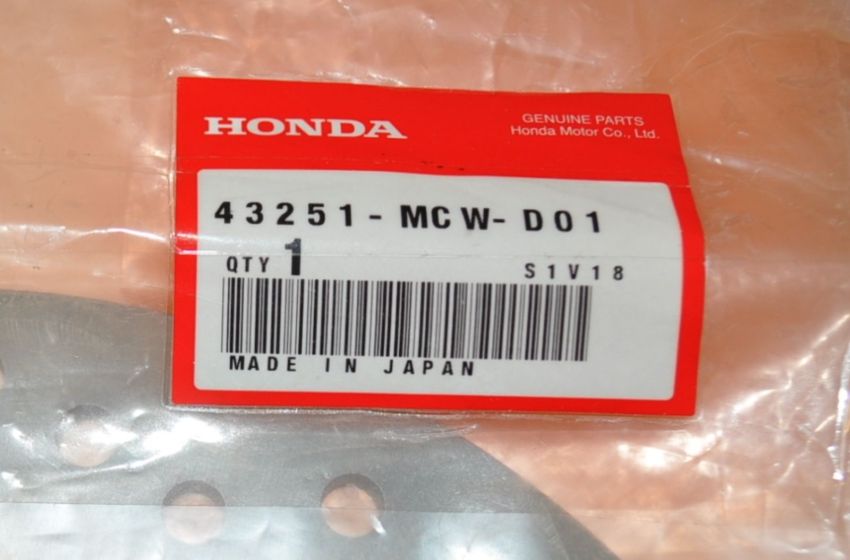 HONDA
GENUINE PARTS
Honda Motor Co., Ltd.
43251-MCW-D01
QTY 1
S1V18
MADE IN JAPAN